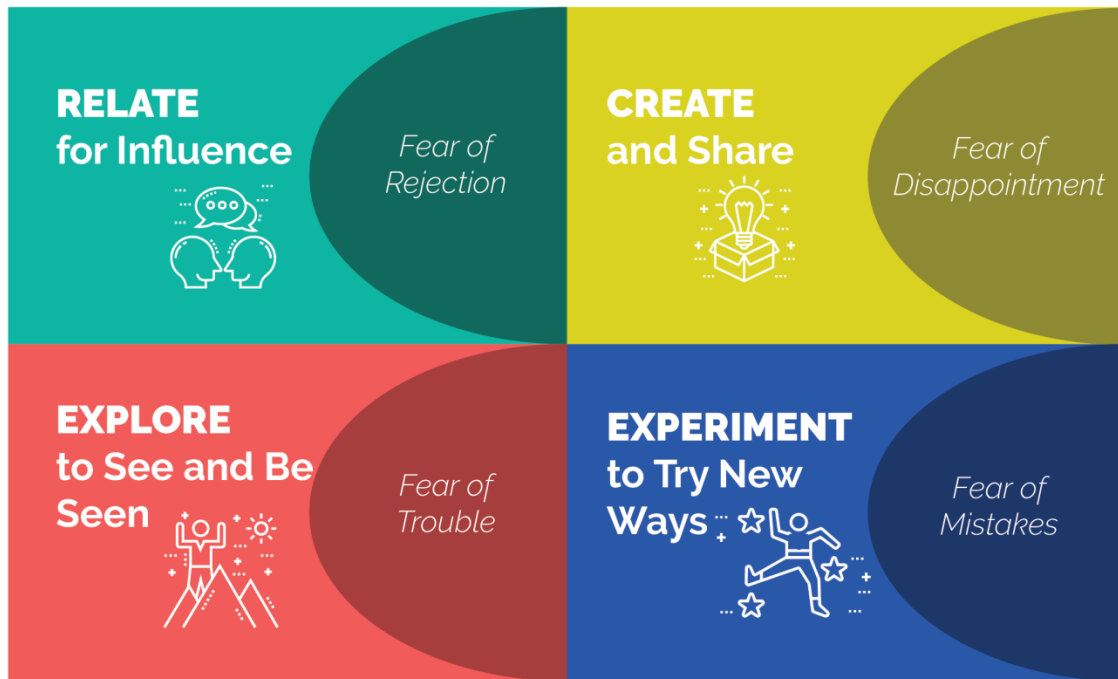 RELATE
for Influence
Fear of
Rejection
CREATE
and Share
Fear of
Disappointment
EXPLORE
to See and Be
Seen
Fear of
Trouble
EXPERIMENT
to Try New
Ways
Fear of
Mistakes